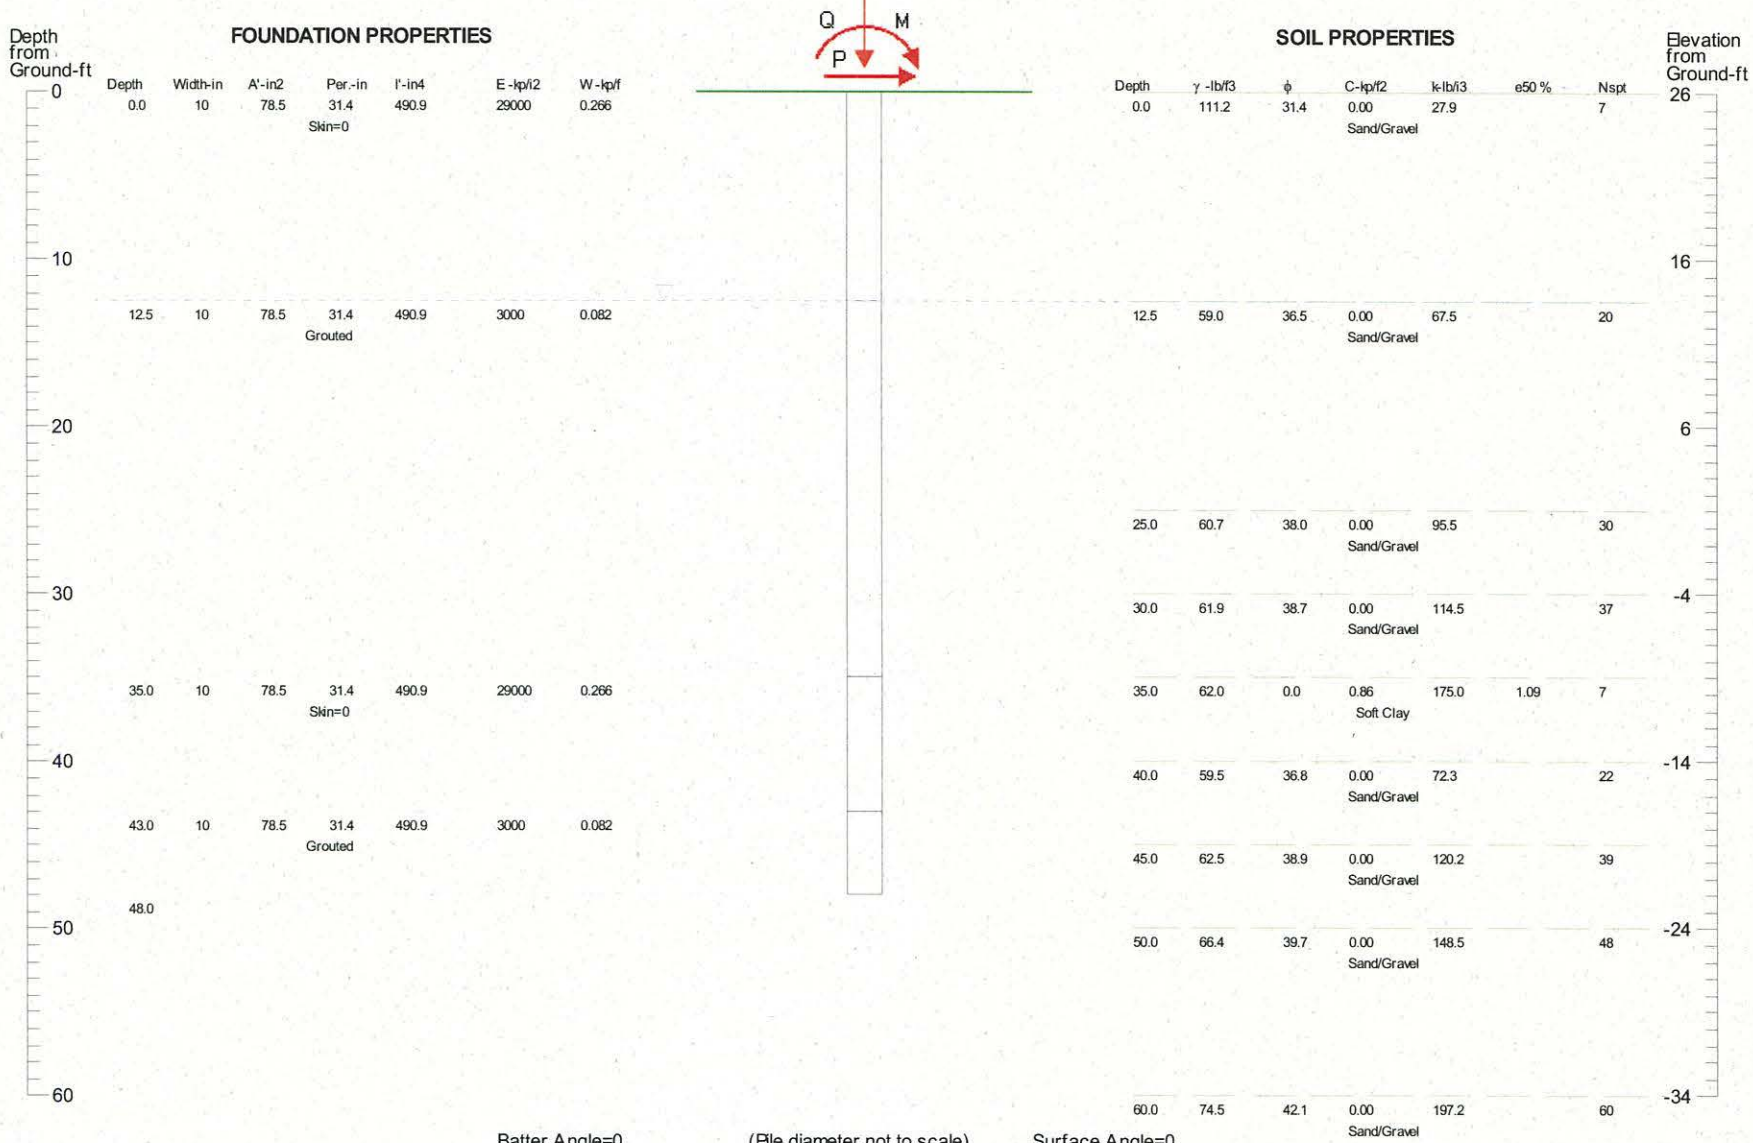 Depth
from
Ground-ft
FOUNDATION PROPERTIES
Q M
P
SOIL PROPERTIES
Elevation
from
Ground-ft
Depth Width-in A'-in2 Per.-in I'-in4 E -kp/i2 W -kp/f
0.0 10 78.5 31.4 490.9 29000 0.266
Skin=0
12.5 10 78.5 31.4 490.9 3000 0.082
Grouted
35.0 10 78.5 31.4 490.9 29000 0.266
Skin=0
43.0 10 78.5 31.4 490.9 3000 0.082
Grouted
48.0
0
10
20
30
40
50
60
Depth γ -lb/f3 ϕ C-kp/f2 k-lb/i3 e50 % Nspt
0.0 111.2 31.4 0.00 27.9 7
Sand/Gravel
12.5 59.0 36.5 0.00 67.5 20
Sand/Gravel
25.0 60.7 38.0 0.00 95.5 30
Sand/Gravel
30.0 61.9 38.7 0.00 114.5 37
Sand/Gravel
35.0 62.0 0.0 0.86 175.0 1.09 7
Soft Clay
40.0 59.5 36.8 0.00 72.3 22
Sand/Gravel
45.0 62.5 38.9 0.00 120.2 39
Sand/Gravel
50.0 66.4 39.7 0.00 148.5 48
Sand/Gravel
60.0 74.5 42.1 0.00 197.2 60
Sand/Gravel
26
16
6
-4
-14
-24
-34
Batter Angle=0 (Pile diameter not to scale) Surface Angle=0